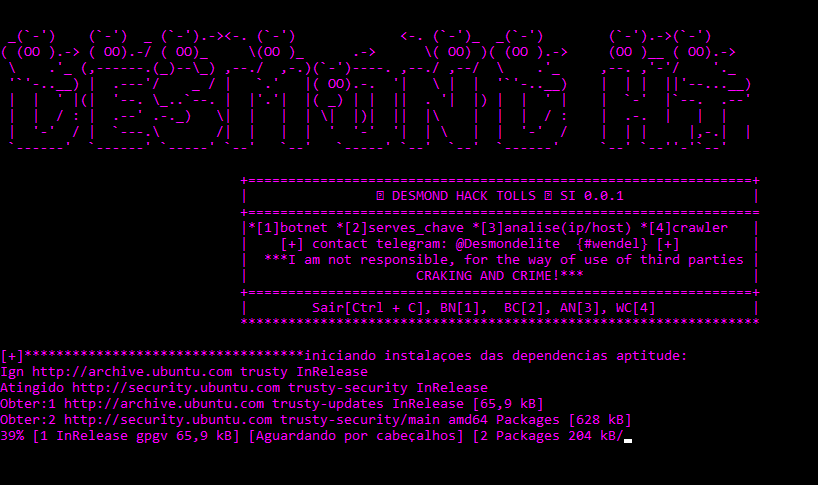 DESMOND
DESMOND HACK TOLLS SI 0.0.1
*[1]botnet *[2]serves_chave *[3]analise(ip/host) *[4]crawler
[+] contact telegram: @Desmondelite {#wendel} [+]
***I am not responsible, for the way of use of third parties
CRAKING AND CRIME!***
Sair[Ctrl + C], BN[1], BC[2], AN[3], WC[4]
[+]***********************************iniciando instalaçoes das dependencias aptitude:
Ign http://archive.ubuntu.com trusty InRelease
Atingido http://security.ubuntu.com trusty-security InRelease
Obter:1 http://archive.ubuntu.com trusty-updates InRelease [65,9 kB]
Obter:2 http://security.ubuntu.com trusty-security/main amd64 Packages [628 kB]
39% [1 InRelease gpgv 65,9 kB] [Aguardando por cabeçalhos] [2 Packages 204 kB/